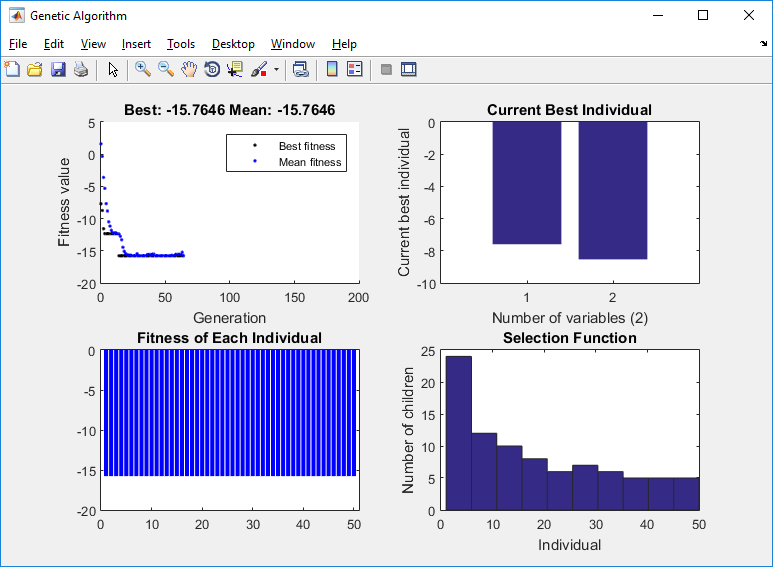 Genetic Algorithm
File Edit View Insert Tools Desktop Window Help
Best: -15.7646 Mean: -15.7646
5
0
-5
-10
-15
-20
Fitness value
Best fitness
Mean fitness
0 50 100 150 200
Generation
Current Best Individual
0
-2
-4
-6
-8
-10
Current best individual
1 2
Number of variables (2)
Fitness of Each Individual
0
-5
-10
-15
-20
0 10 20 30 40 50
Selection Function
25
20
15
10
5
0
Number of children
0 10 20 30 40 50
Individual